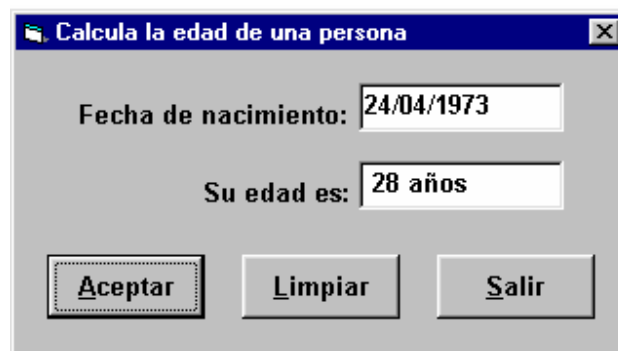 Calcula la edad de una persona
Fecha de nacimiento: 24/04/1973
Su edad es: 28 años
Aceptar Limpiar Salir